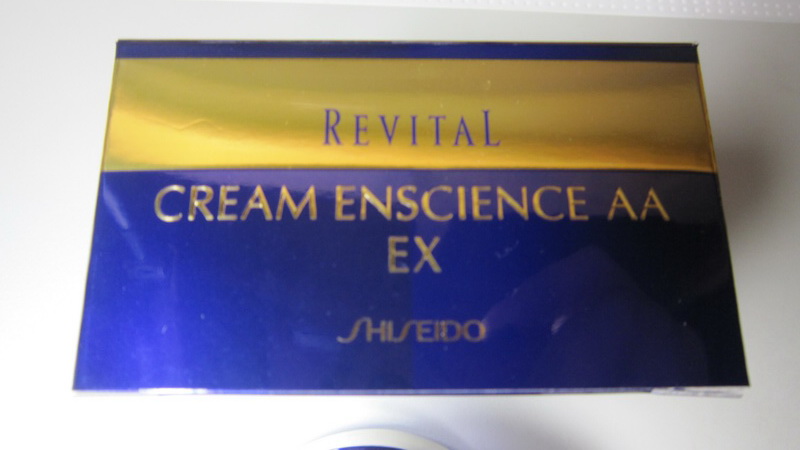 REVITAL
CREAM ENSCIENCE AA
EX
SHISEIDO